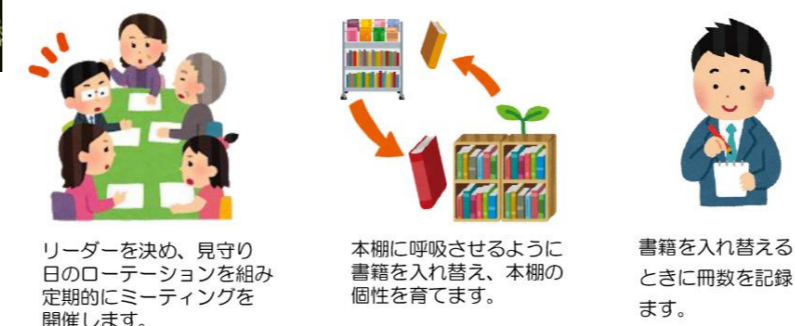 リーダーを決め、見守り
日のローテーションを組み
定期的にミーティングを
開催します。
本棚に呼吸させるように
書籍を入れ替え、本棚の
個性を育てます。
書籍を入れ替える
ときに冊数を記録
ます。